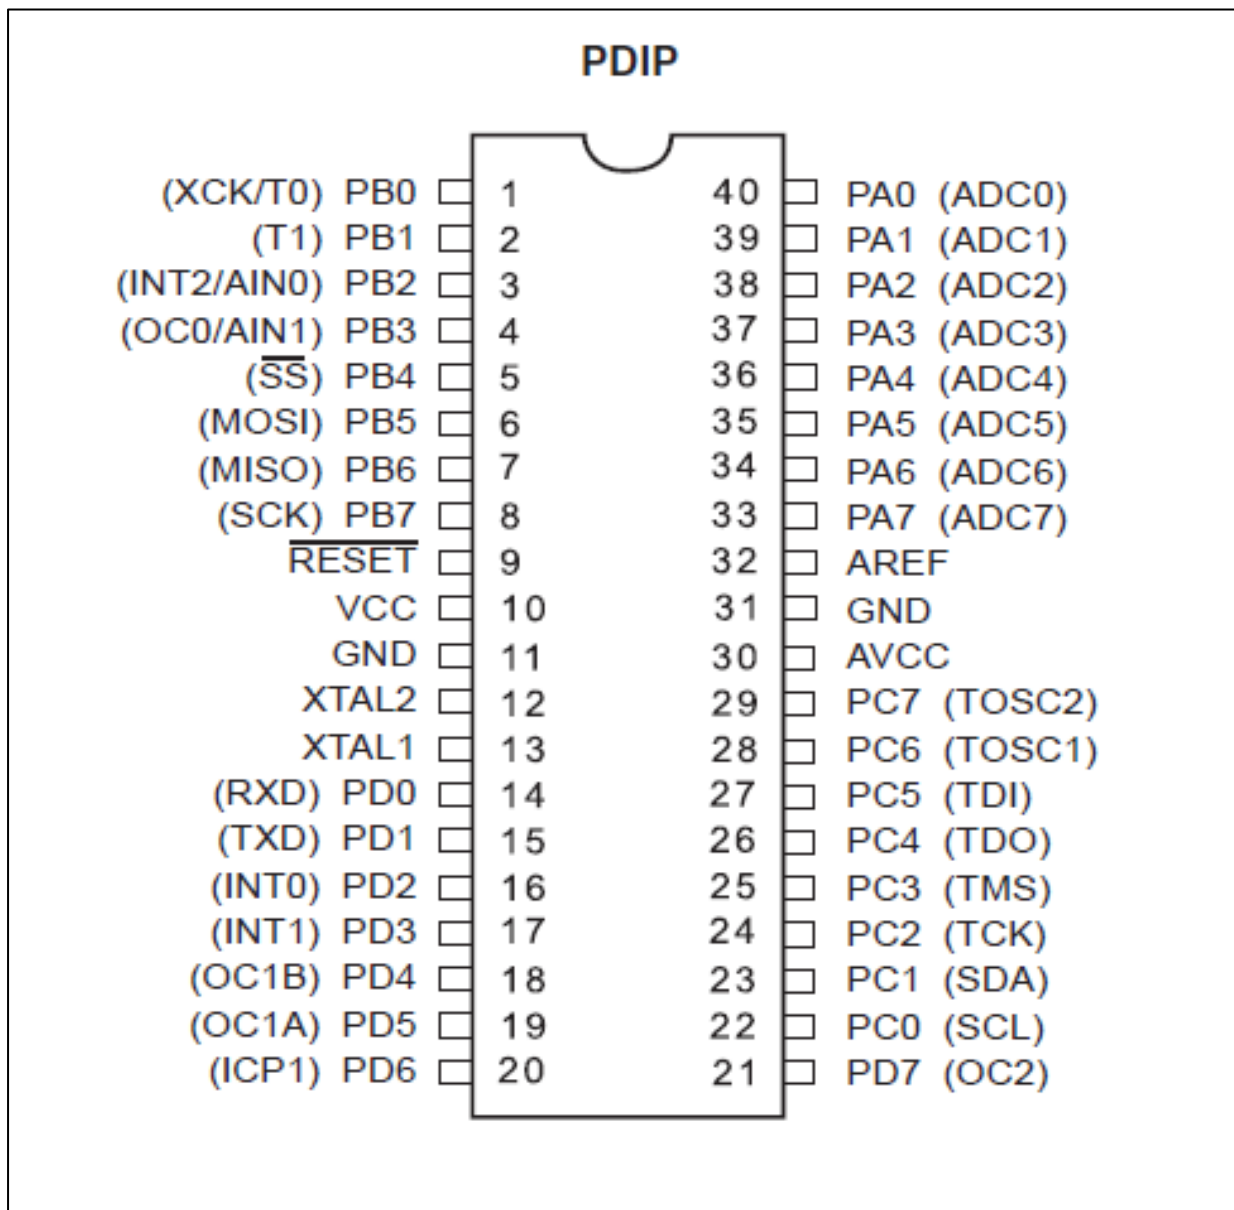 PDIP
(XCK/T0) PB0 1 40 PA0 (ADC0)
(T1) PB1 2 39 PA1 (ADC1)
(INT2/AIN0) PB2 3 38 PA2 (ADC2)
(OC0/AIN1) PB3 4 37 PA3 (ADC3)
(SS) PB4 5 36 PA4 (ADC4)
(MOSI) PB5 6 35 PA5 (ADC5)
(MISO) PB6 7 34 PA6 (ADC6)
(SCK) PB7 8 33 PA7 (ADC7)
RESET 9 32 AREF
VCC 10 31 GND
GND 11 30 AVCC
XTAL2 12 29 PC7 (TOSC2)
XTAL1 13 28 PC6 (TOSC1)
(RXD) PD0 14 27 PC5 (TDI)
(TXD) PD1 15 26 PC4 (TDO)
(INT0) PD2 16 25 PC3 (TMS)
(INT1) PD3 17 24 PC2 (TCK)
(OC1B) PD4 18 23 PC1 (SDA)
(OC1A) PD5 19 22 PC0 (SCL)
(ICP1) PD6 20 21 PD7 (OC2)